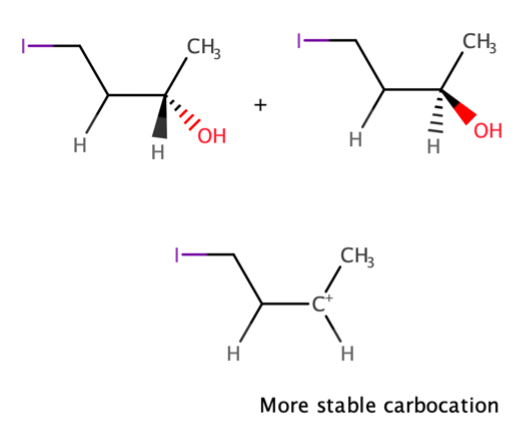 I CH₃ I CH₃
+
H H OH H H OH
I CH₃
C⁺
H H
More stable carbocation